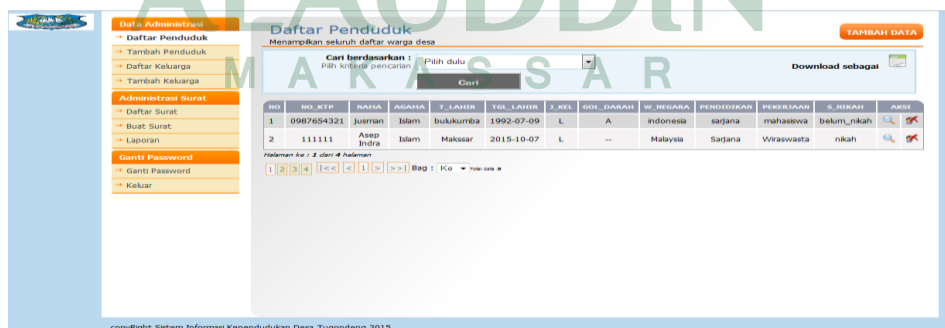 ALAUDDIN
MAKASSAR
Data Administrasi
Daftar Penduduk
Tambah Penduduk
Daftar Keluarga
Tambah Keluarga
Administrasi Surat
Daftar Surat
Buat Surat
Laporan
Ganti Password
Ganti Password
Keluar
Daftar Penduduk
Menampilkan seluruh daftar warga desa
TAMBAH DATA
Cari berdasarkan :
Pilih kriteria pencarian
Pilih dulu
Cari
Download sebagai
NO NO_KTP NAMA AGAMA T_LAHIR TGL_LAHIR J_KEL GOL_DARAH W_NEGARA PENDIDIKAN PEKERJAAN S_NIKAH AKSI
1 0987654321 jusman Islam bulukumba 1992-07-09 L A indonesia sarjana mahasiswa belum_nikah
2 111111 Asep Indra Islam Makssar 2015-10-07 L -- Malaysia Sarjana Wiraswasta nikah
Halaman ke : 1 dari 4 halaman
1 2 3 4 |<< < 1 > >>| Bag : Ke
copyRight Sistem Informasi Kependudukan Desa Tugondeng 2015